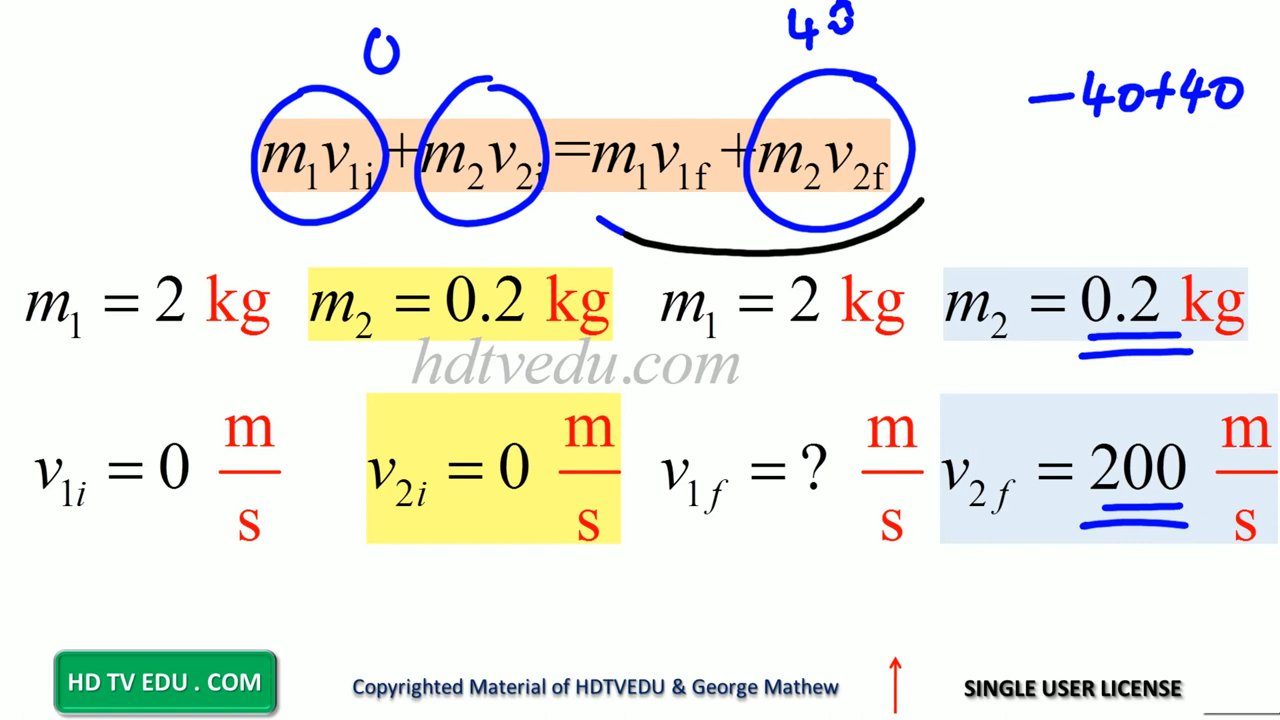 0
40
-40+40
m₁v₁ᵢ + m₂v₂ᵢ = m₁v₁f + m₂v₂f
m₁ = 2 kg m₂ = 0.2 kg m₁ = 2 kg m₂ = 0.2 kg
hdtvedu.com
v₁ᵢ = 0 m/s v₂ᵢ = 0 m/s v₁f = ? m/s v₂f = 200 m/s
HD TV EDU . COM
Copyrighted Material of HDTVEDU & George Mathew
SINGLE USER LICENSE